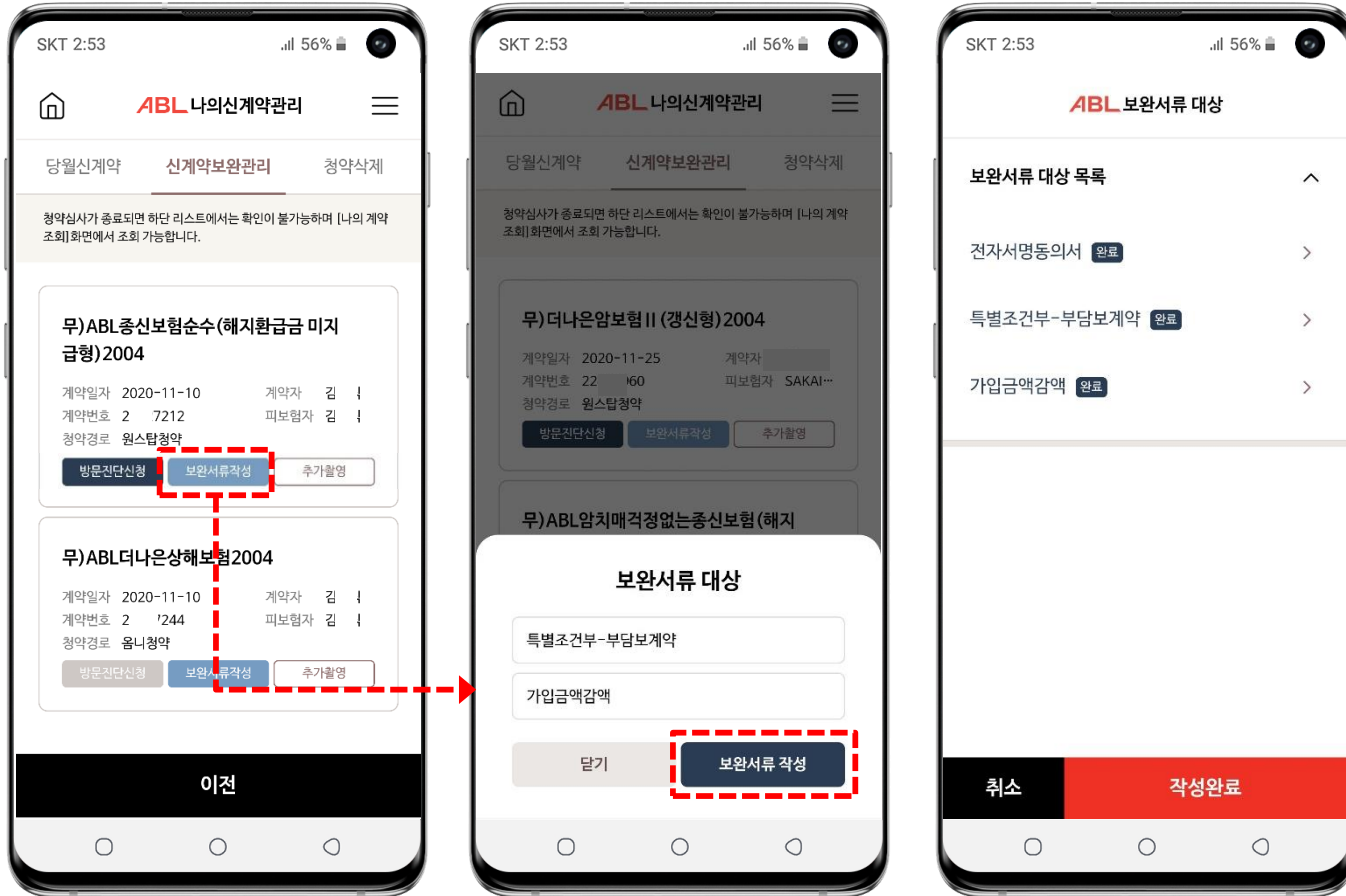 SKT 2:53
56%
ABL 나의신계약관리
당월신계약 신계약보완관리 청약삭제
청약심사가 종료되면 하단 리스트에서는 확인이 불가능하며 [나의 계약
조회]화면에서 조회 가능합니다.
무)ABL종신보험순수(해지환급금 미지
급형)2004
계약일자 2020-11-10 계약자 김
계약번호 2 7212 피보험자 김
청약경로 원스탑청약
방문진단신청 보완서류작성 추가촬영
무)ABL더나은상해보험2004
계약일자 2020-11-10 계약자 김
계약번호 2 7244 피보험자 김
청약경로 옴니청약
방문진단신청 보완서류작성 추가촬영
이전
SKT 2:53
56%
ABL 나의신계약관리
당월신계약 신계약보완관리 청약삭제
청약심사가 종료되면 하단 리스트에서는 확인이 불가능하며 [나의 계약
조회]화면에서 조회 가능합니다.
무)더나은암보험II(갱신형)2004
계약일자 2020-11-25 계약자
계약번호 22 060 피보험자 SAKAI…
청약경로 원스탑청약
방문진단신청 보완서류작성 추가촬영
무)ABL암치매걱정없는종신보험(해지
보완서류 대상
특별조건부-부담보계약
가입금액감액
닫기 보완서류 작성
SKT 2:53
56%
ABL 보완서류 대상
보완서류 대상 목록
전자서명동의서 완료
특별조건부-부담보계약 완료
가입금액감액 완료
취소 작성완료